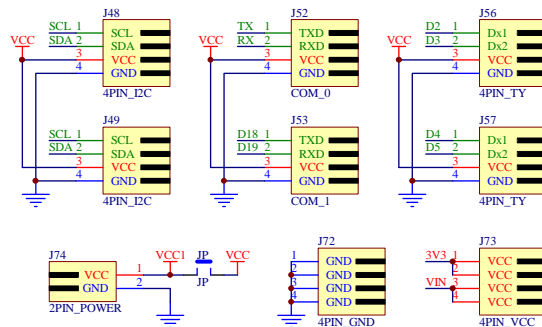 J48
SCL 1 SCL
VCC SDA 2 SDA
3 VCC
4 GND
4PIN_I2C
J52
TX 1 TXD
VCC RX 2 RXD
3 VCC
4 GND
COM_0
J56
D2 1 Dx1
VCC D3 2 Dx2
3 VCC
4 GND
4PIN_TY
J49
SCL 1 SCL
SDA 2 SDA
3 VCC
4 GND
4PIN_I2C
J53
D18 1 TXD
D19 2 RXD
3 VCC
4 GND
COM_1
J57
D4 1 Dx1
D5 2 Dx2
3 VCC
4 GND
4PIN_TY
J74
VCC 1
GND 2
2PIN_POWER
VCC1 JP VCC
JP
J72
1 GND
2 GND
3 GND
4 GND
4PIN_GND
J73
3V3 1 VCC
2 VCC
VIN 3 VCC
4 VCC
4PIN_VCC